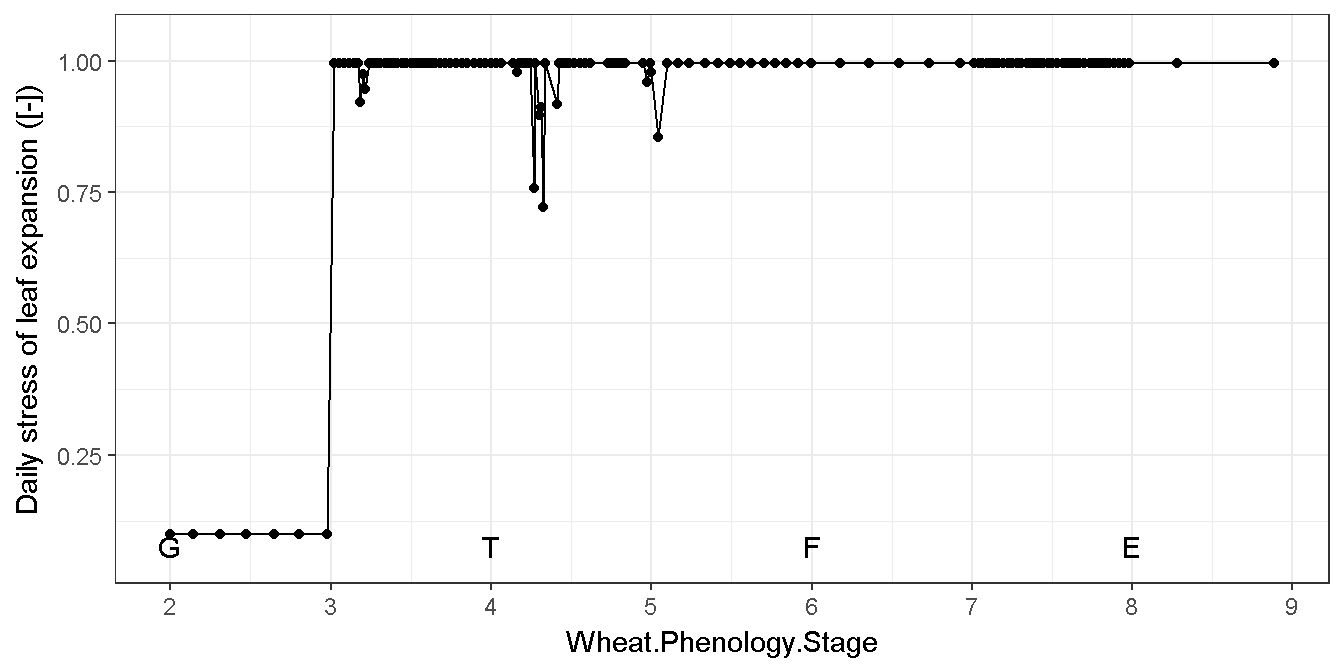 Daily stress of leaf expansion ([-])
1.00
0.75
0.50
0.25
G T F E
2 3 4 5 6 7 8 9
Wheat.Phenology.Stage